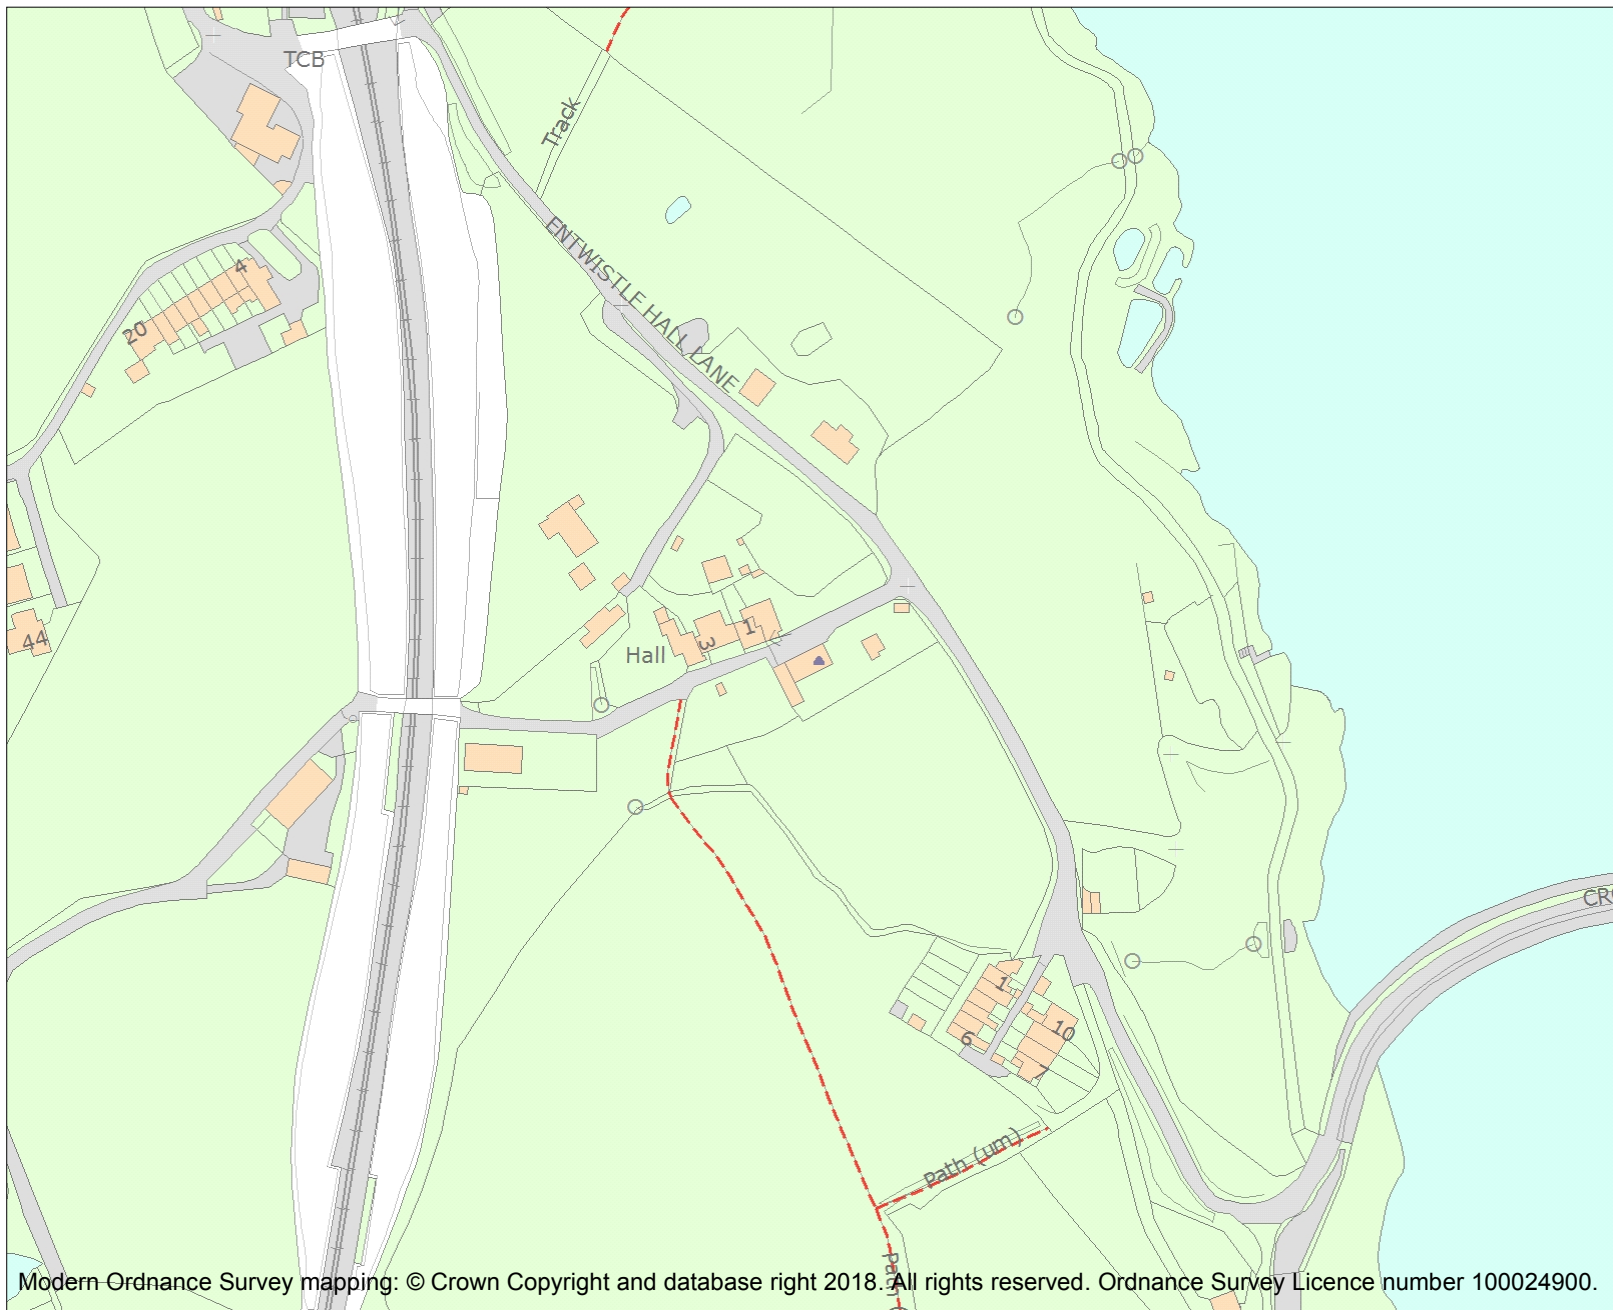 TCB
Track
ENTWISTLE HALL LANE
4
20
44
Hall
3
1
1
6
10
7
Path (um)
Path
Modern Ordnance Survey mapping: © Crown Copyright and database right 2018. All rights reserved. Ordnance Survey Licence number 100024900.